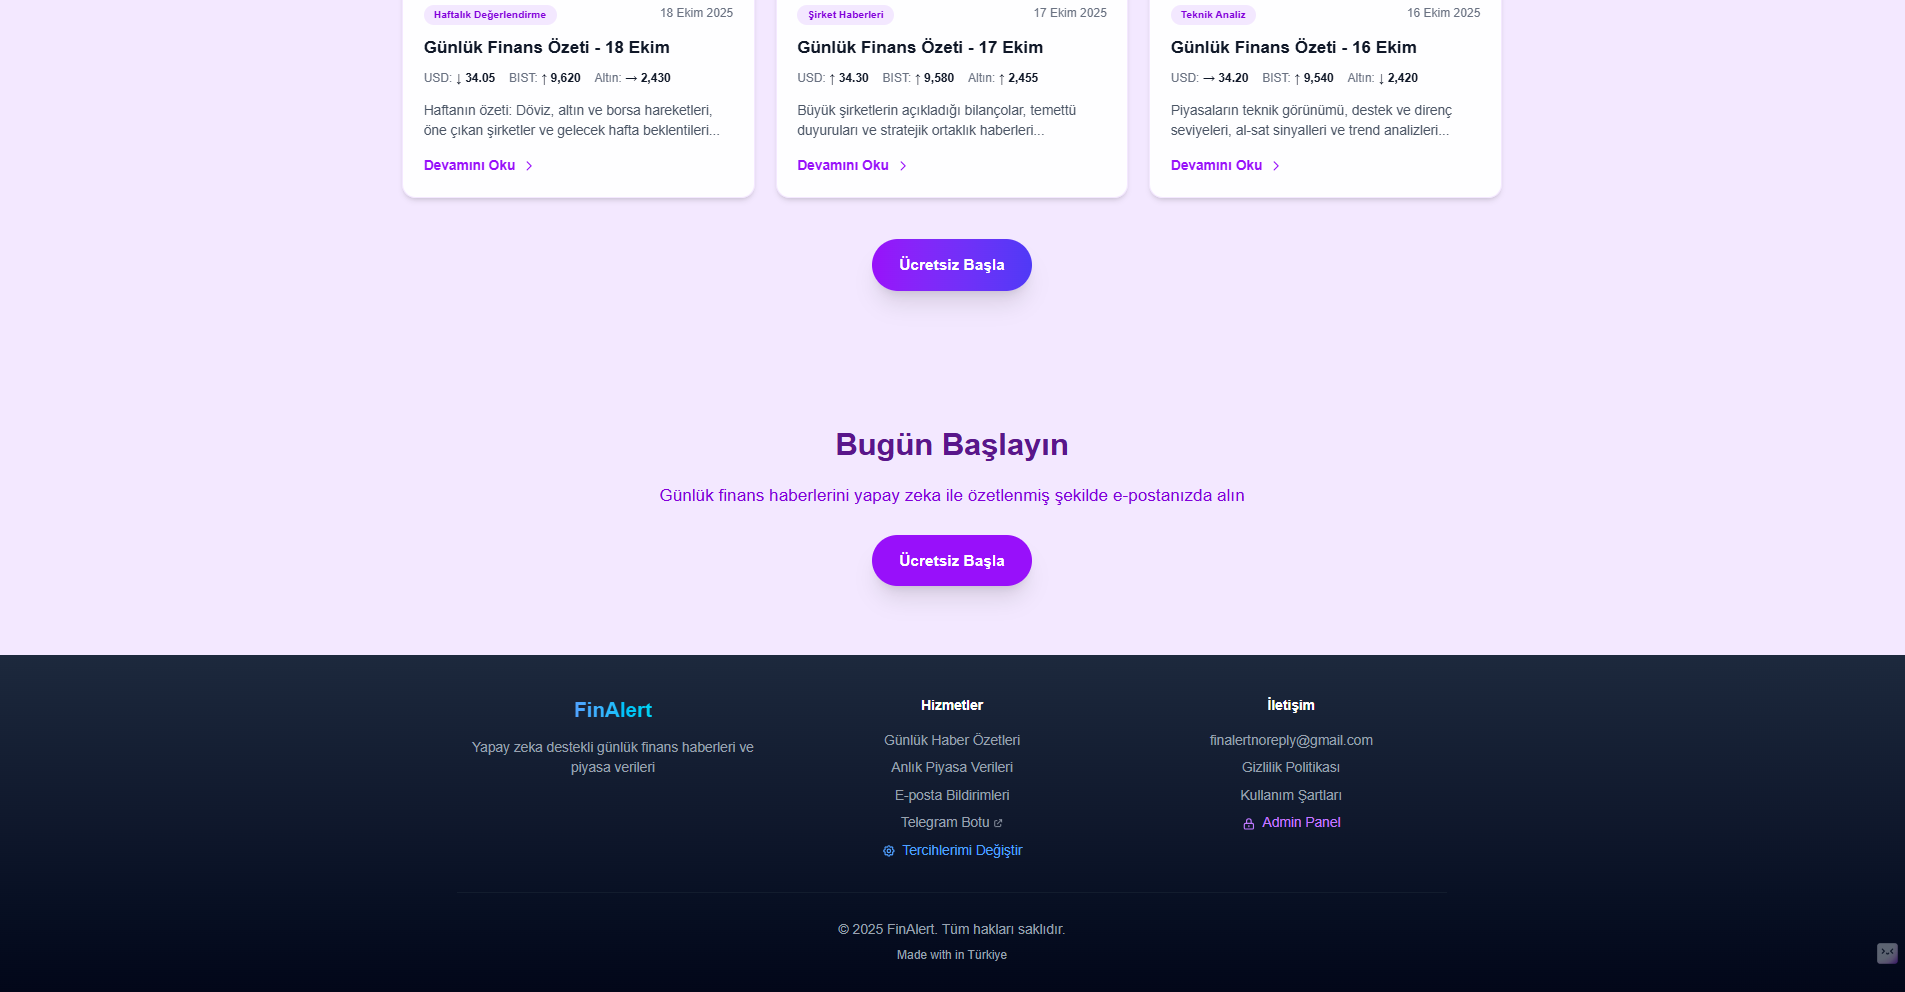 Haftalık Değerlendirme 18 Ekim 2025
Günlük Finans Özeti - 18 Ekim
USD: ↓ 34.05 BIST: ↑ 9,620 Altın: → 2,430
Haftanın özeti: Döviz, altın ve borsa hareketleri,
öne çıkan şirketler ve gelecek hafta beklentileri...
Devamını Oku
Şirket Haberleri 17 Ekim 2025
Günlük Finans Özeti - 17 Ekim
USD: ↑ 34.30 BIST: ↑ 9,580 Altın: ↑ 2,455
Büyük şirketlerin açıkladığı bilançolar, temettü
duyuruları ve stratejik ortaklık haberleri...
Devamını Oku
Teknik Analiz 16 Ekim 2025
Günlük Finans Özeti - 16 Ekim
USD: → 34.20 BIST: ↑ 9,540 Altın: ↓ 2,420
Piyasaların teknik görünümü, destek ve direnç
seviyeleri, al-sat sinyalleri ve trend analizleri...
Devamını Oku
Ücretsiz Başla
Bugün Başlayın
Günlük finans haberlerini yapay zeka ile özetlenmiş şekilde e-postanızda alın
Ücretsiz Başla
FinAlert
Yapay zeka destekli günlük finans haberleri ve
piyasa verileri
Hizmetler
Günlük Haber Özetleri
Anlık Piyasa Verileri
E-posta Bildirimleri
Telegram Botu
Tercihlerimi Değiştir
İletişim
finalertnoreply@gmail.com
Gizlilik Politikası
Kullanım Şartları
Admin Panel
© 2025 FinAlert. Tüm hakları saklıdır.
Made with in Türkiye